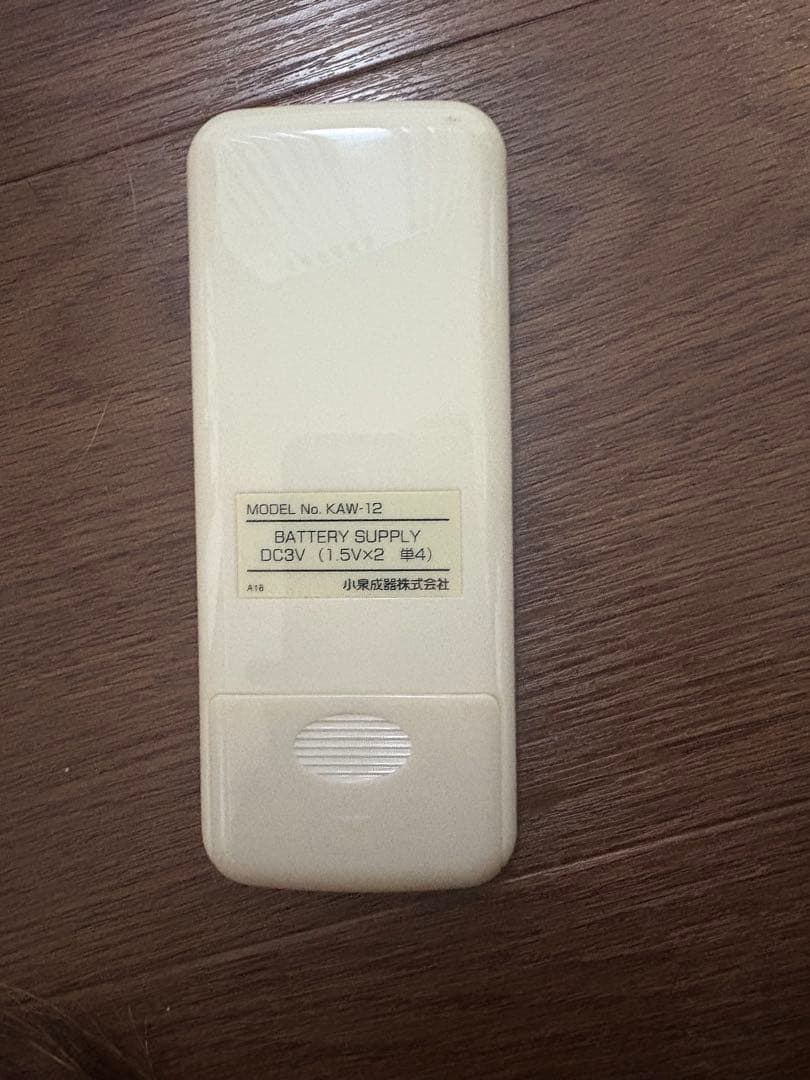 MODEL No. KAW-12
BATTERY SUPPLY
DC3V (1.5V×2 単4)
A16 小泉成器株式会社